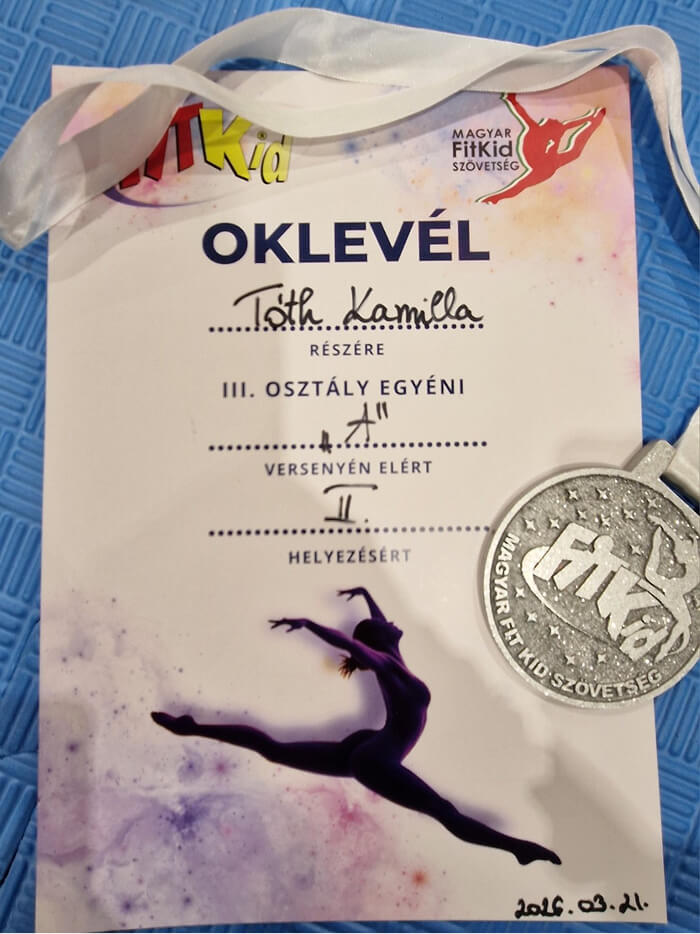 FiTKid
MAGYAR
FitKid
SZÖVETSÉG
OKLEVÉL
Tóth Kamilla
RÉSZÉRE
III. OSZTÁLY EGYÉNI
„A"
VERSENYÉN ELÉRT
II.
HELYEZÉSÉRT
FiTKid
MAGYAR FIT KID SZÖVETSÉG
2026.03.21.